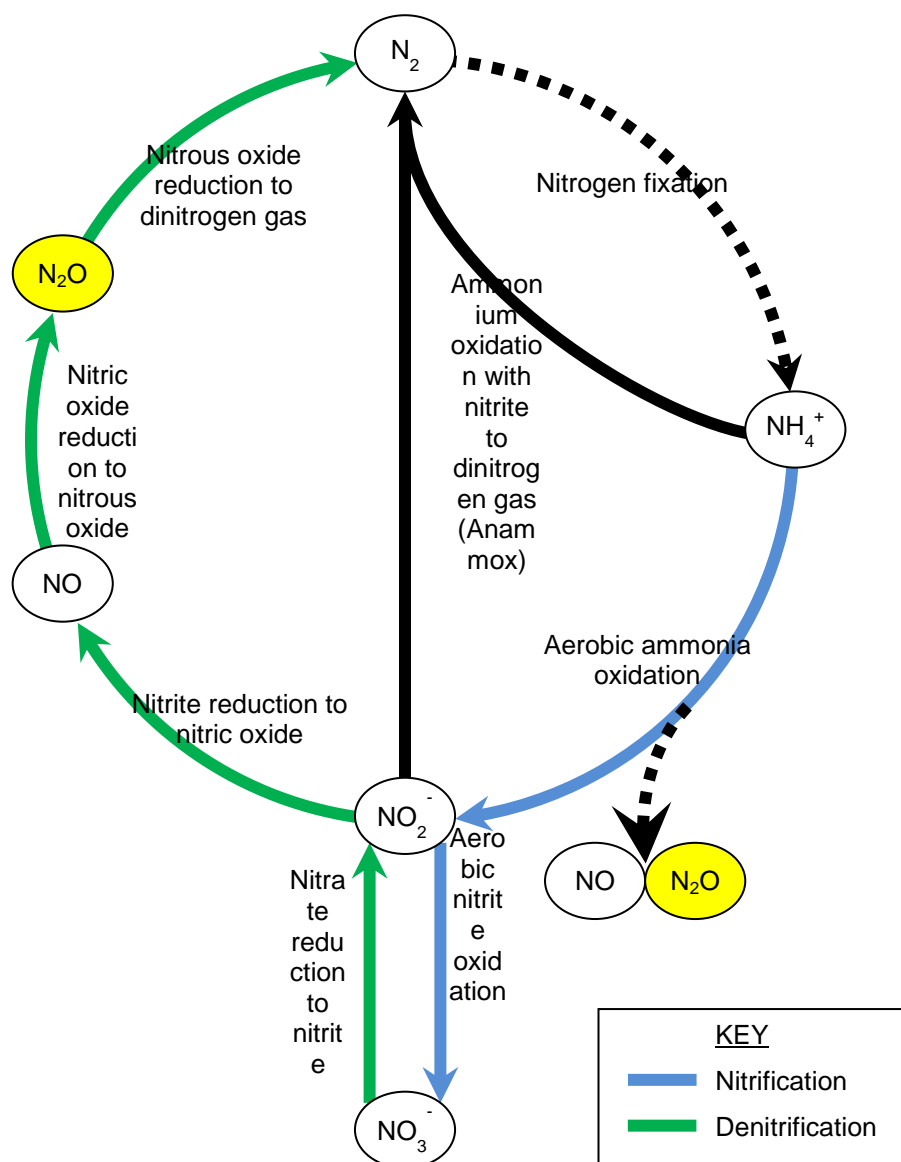 N₂
Nitrous oxide
reduction to
dinitrogen gas
Nitrogen fixation
N₂O
Ammon
ium
oxidatio
n with
nitrite
to
dinitrog
en gas
(Anam
mox)
Nitric
oxide
reducti
on to
nitrous
oxide
NH₄⁺
NO
Aerobic ammonia
oxidation
Nitrite reduction to
nitric oxide
NO₂⁻
Aero
bic
nitrit
e
oxid
ation
NO
N₂O
Nitra
te
redu
ction
to
nitrit
e
NO₃⁻
KEY
Nitrification
Denitrification